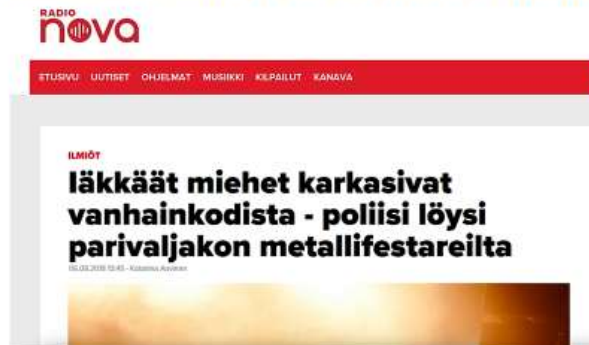 RADIO
nova
ETUSIVU UUTISET OHJELMAT MUSIIKKI KILPAILUT KANAVA
ILMIÖT
Iäkkäät miehet karkasivat
vanhainkodista - poliisi löysi
parivaljakon metallifestareilta